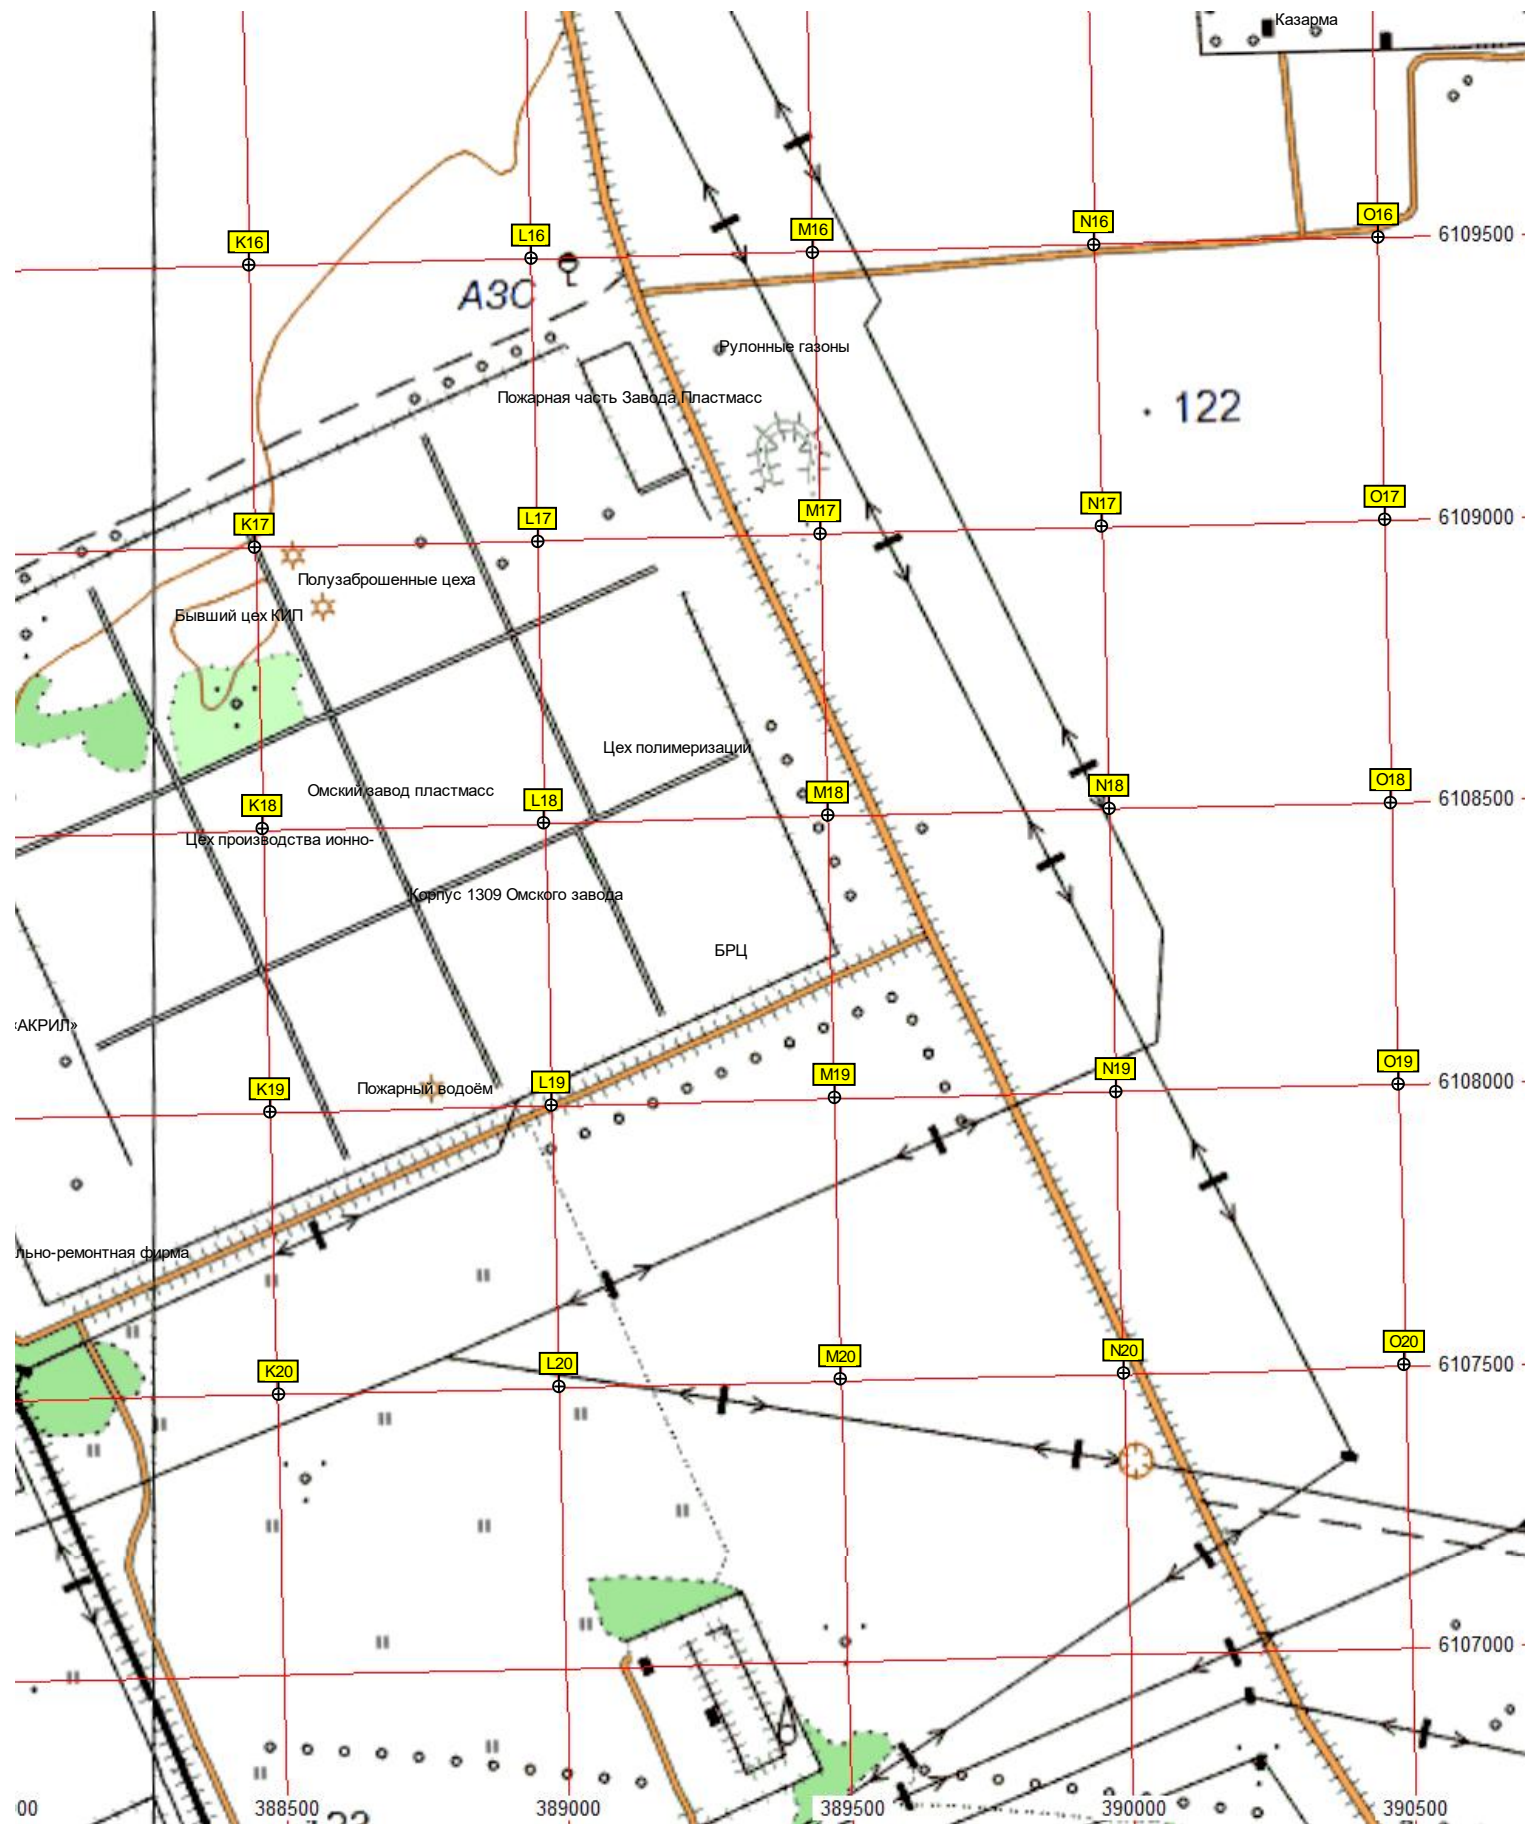 Казарма
K16
L16
M16
N16
O16
6109500
АЗС
Рулонные газоны
Пожарная часть Завода Пластмасс
122
K17
L17
M17
N17
O17
6109000
Полузаброшенные цеха
Бывший цех КИП
Цех полимеризации
Омский завод пластмасс
K18
L18
M18
N18
O18
6108500
Цех производства ионно-
Корпус 1309 Омского завода
БРЦ
«АКРИЛ»
Пожарный водоём
K19
L19
M19
N19
O19
6108000
льно-ремонтная фирма
K20
L20
M20
N20
O20
6107500
6107000
00
388500
389000
389500
390000
390500